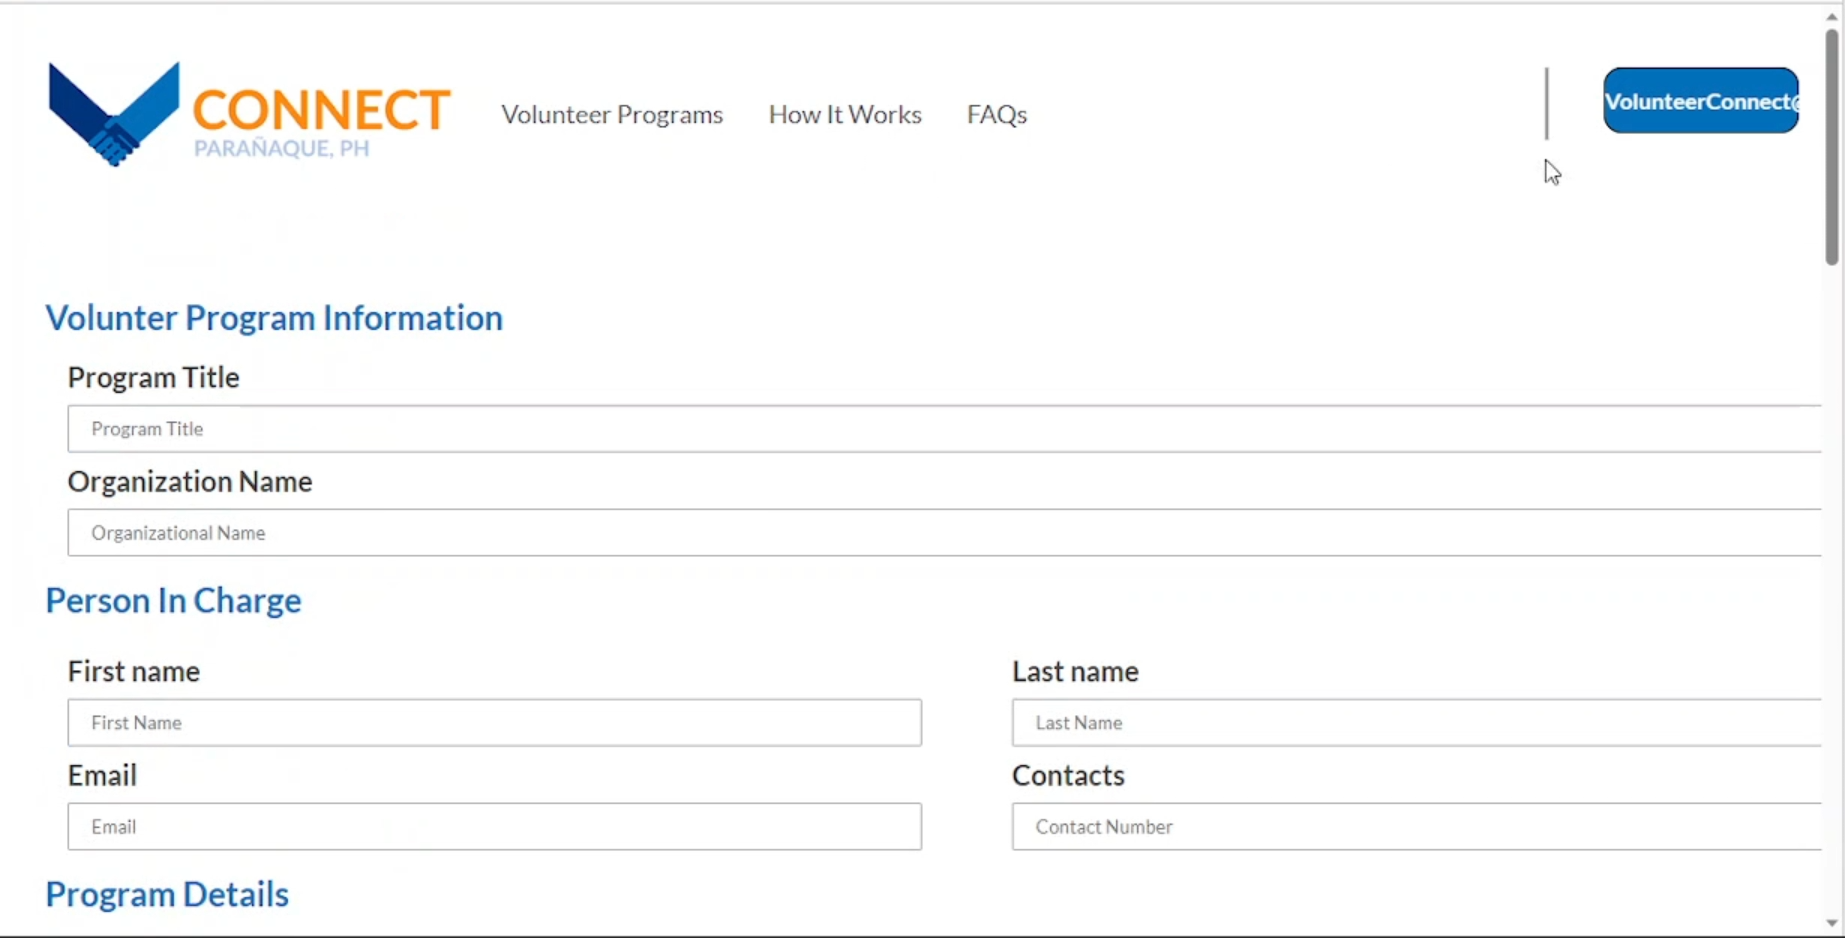 CONNECT
PARAÑAQUE, PH
Volunteer Programs
How It Works
FAQs
VolunteerConnect@
Volunter Program Information
Program Title
Program Title
Organization Name
Organizational Name
Person In Charge
First name
Last name
First Name
Last Name
Email
Contacts
Email
Contact Number
Program Details